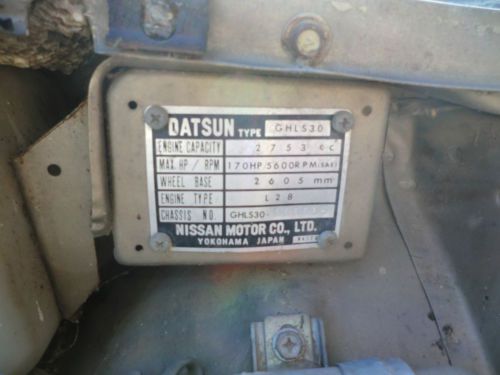 DATSUN TYPE GHLS30
ENGINE CAPACITY 2753 cc
MAX. HP / RPM 170HP/5600RPM(SAE)
WHEEL BASE 2605 mm
ENGINE TYPE L28
CHASSIS NO. GHLS30-
NISSAN MOTOR CO., LTD.
YOKOHAMA JAPAN